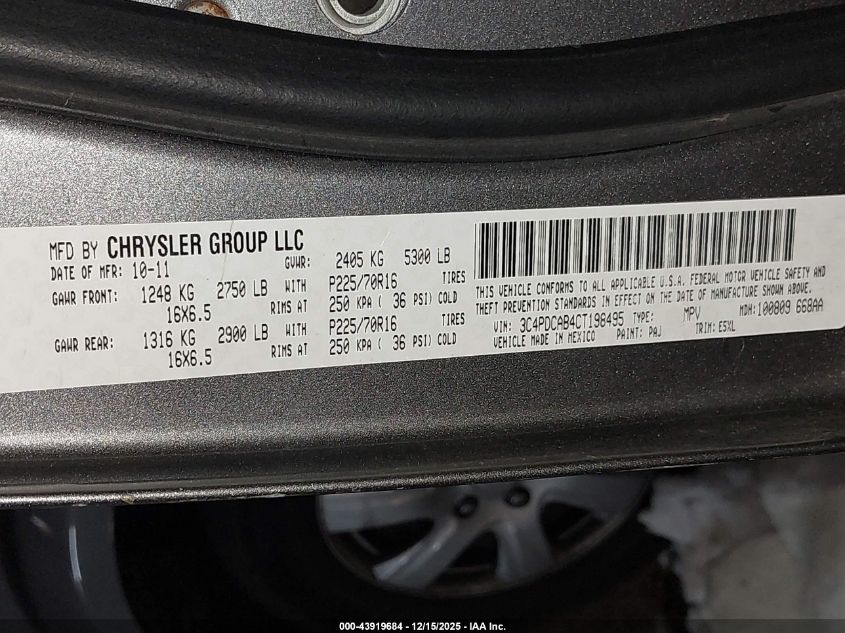 MFD BY CHRYSLER GROUP LLC
DATE OF MFR: 10-11 GVWR: 2405 KG 5300 LB
GAWR FRONT: 1248 KG 2750 LB WITH P225/70R16 TIRES
16X6.5 RIMS AT 250 KPA ( 36 PSI) COLD
GAWR REAR: 1316 KG 2900 LB WITH P225/70R16 TIRES
16X6.5 RIMS AT 250 KPA ( 36 PSI) COLD
THIS VEHICLE CONFORMS TO ALL APPLICABLE U.S.A. FEDERAL MOTOR VEHICLE SAFETY AND
THEFT PREVENTION STANDARDS IN EFFECT ON THE DATE OF MANUFACTURE SHOWN ABOVE.
VIN: 3C4PDCAB4CT198495 TYPE: MPV MDH: 100809 668AA
VEHICLE MADE IN MEXICO PAINT: PAJ TRIM: E5XL
000-43919684 - 12/15/2025 - IAA Inc.